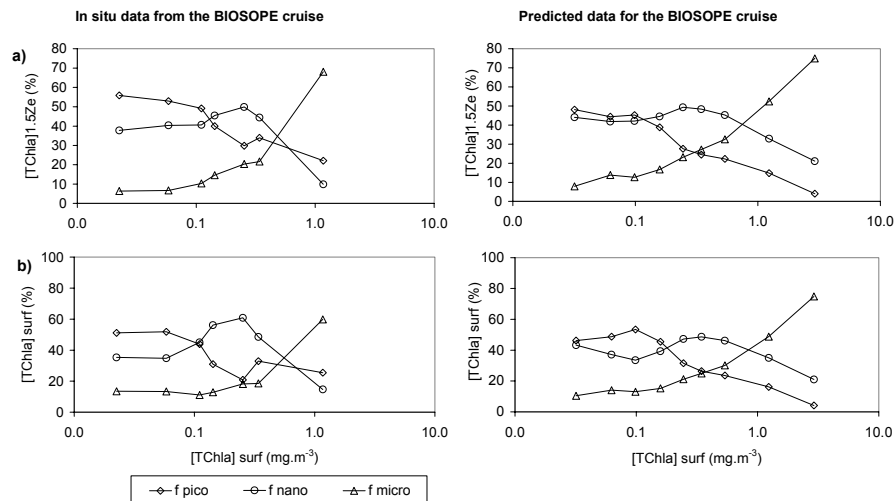 In situ data from the BIOSOPE cruise
Predicted data for the BIOSOPE cruise
a)
[TChla]1.5Ze (%)
80
70
60
50
40
30
20
10
0
0.0 0.1 1.0 10.0
[TChla]1.5Ze (%)
80
70
60
50
40
30
20
10
0
0.0 0.1 1.0 10.0
b)
[TChla] surf (%)
100
80
60
40
20
0
0.0 0.1 1.0 10.0
[TChla] surf (mg.m⁻³)
[TChla] surf (%)
100
80
60
40
20
0
0.0 0.1 1.0 10.0
[TChla] surf (mg.m⁻³)
f pico f nano f micro